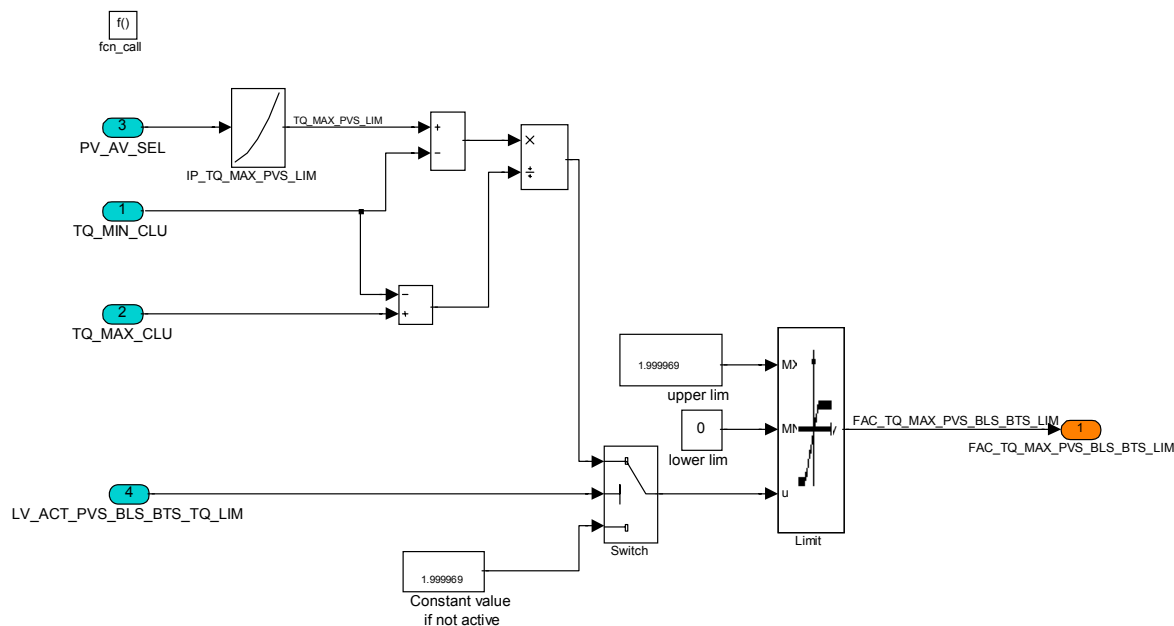 f()
fcn_call
3
PV_AV_SEL
IP_TQ_MAX_PVS_LIM
TQ_MAX_PVS_LIM
+
−
×
÷
1
TQ_MIN_CLU
−
+
2
TQ_MAX_CLU
1.999969
upper lim
0
lower lim
MX
MN
u
Limit
FAC_TQ_MAX_PVS_BLS_BTS_LIM
1
FAC_TQ_MAX_PVS_BLS_BTS_LIM
4
LV_ACT_PVS_BLS_BTS_TQ_LIM
Switch
1.999969
Constant value
if not active